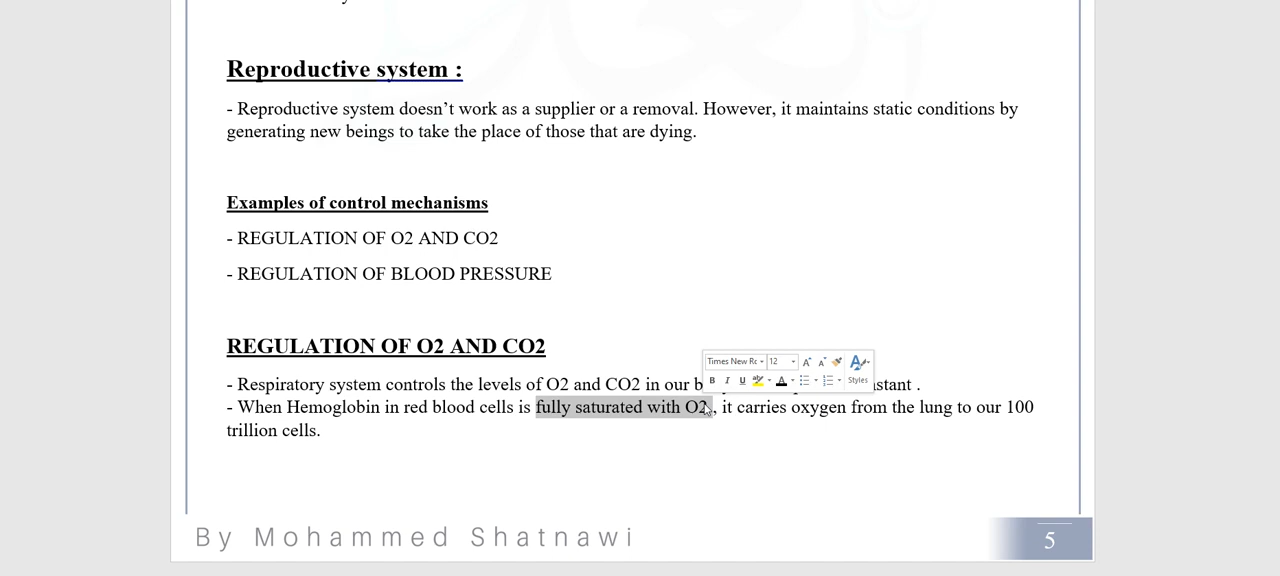 Reproductive system :
- Reproductive system doesn’t work as a supplier or a removal. However, it maintains static conditions by
generating new beings to take the place of those that are dying.
Examples of control mechanisms
- REGULATION OF O2 AND CO2
- REGULATION OF BLOOD PRESSURE
REGULATION OF O2 AND CO2
Times New Rc 12
B I U Styles
- Respiratory system controls the levels of O2 and CO2 in our
- When Hemoglobin in red blood cells is fully saturated with O2 , it carries oxygen from the lung to our 100
trillion cells.
By Mohammed Shatnawi
5